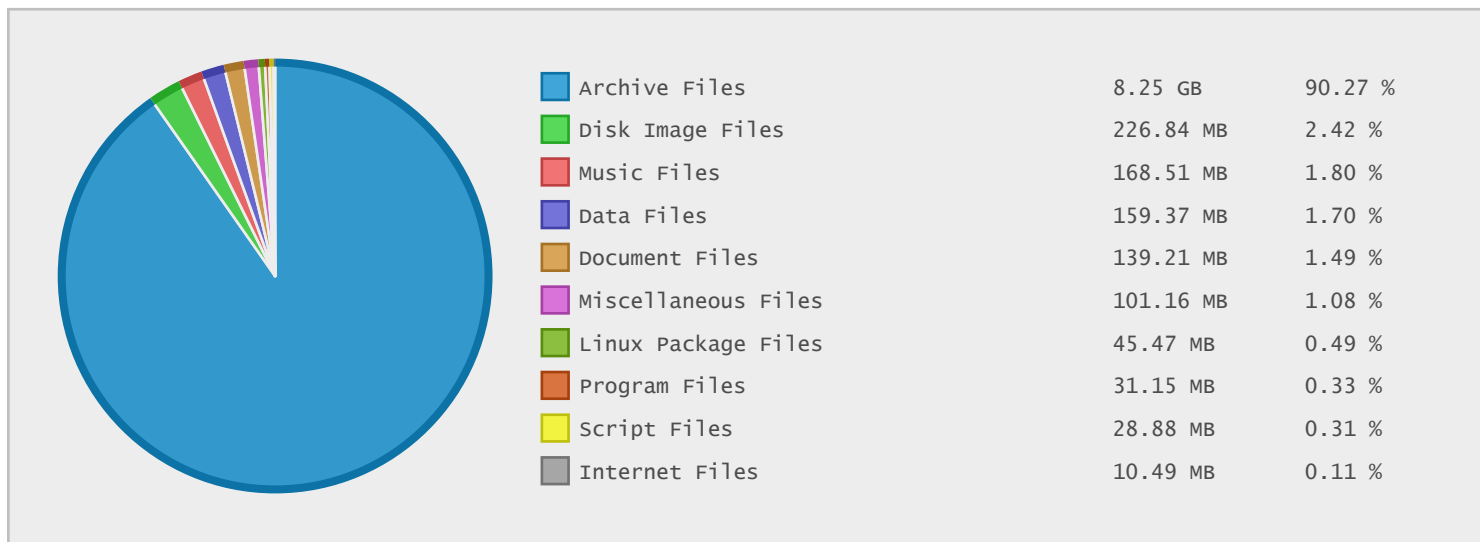 Archive Files 8.25 GB 90.27 %
Disk Image Files 226.84 MB 2.42 %
Music Files 168.51 MB 1.80 %
Data Files 159.37 MB 1.70 %
Document Files 139.21 MB 1.49 %
Miscellaneous Files 101.16 MB 1.08 %
Linux Package Files 45.47 MB 0.49 %
Program Files 31.15 MB 0.33 %
Script Files 28.88 MB 0.31 %
Internet Files 10.49 MB 0.11 %